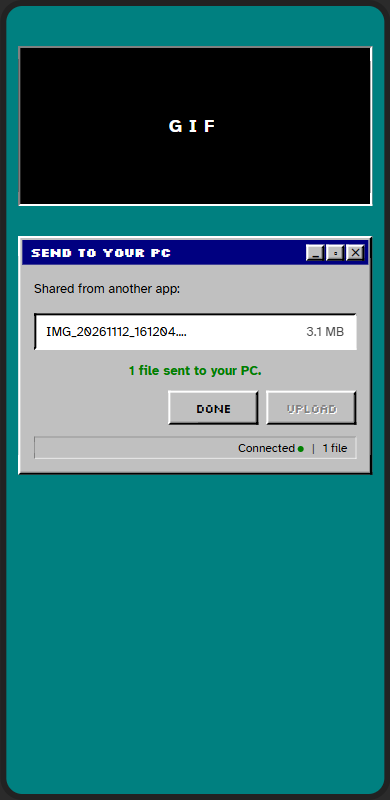 GIF
SEND TO YOUR PC
Shared from another app:
IMG_20261112_161204.... 3.1 MB
1 file sent to your PC.
DONE UPLOAD
Connected ● | 1 file